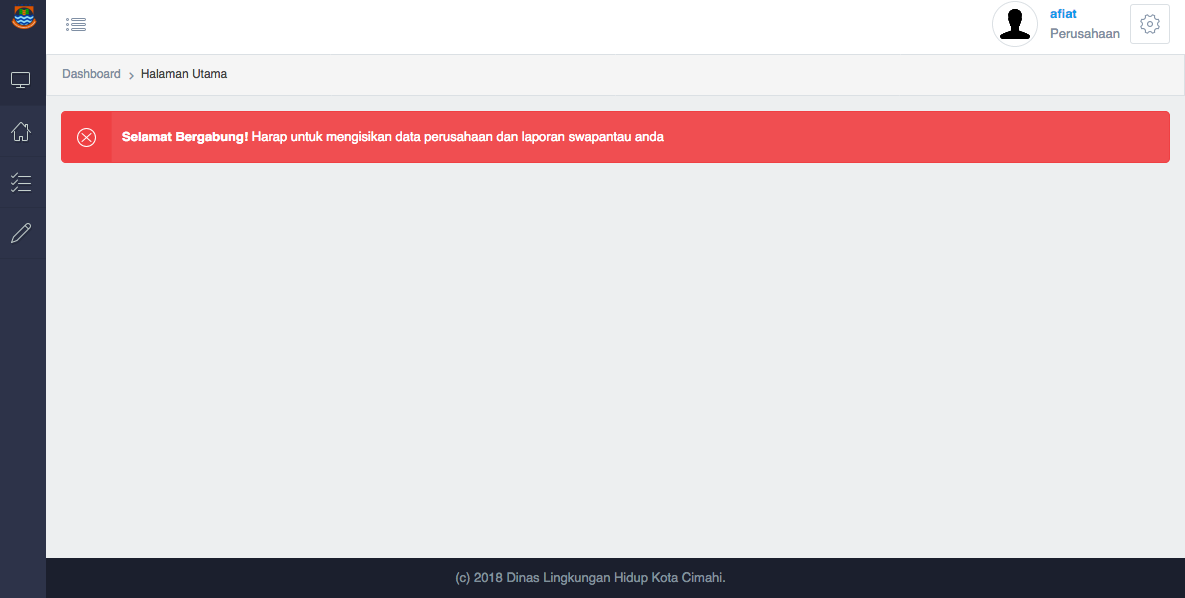 afiat
Perusahaan
Dashboard > Halaman Utama
Selamat Bergabung! Harap untuk mengisikan data perusahaan dan laporan swapantau anda
(c) 2018 Dinas Lingkungan Hidup Kota Cimahi.